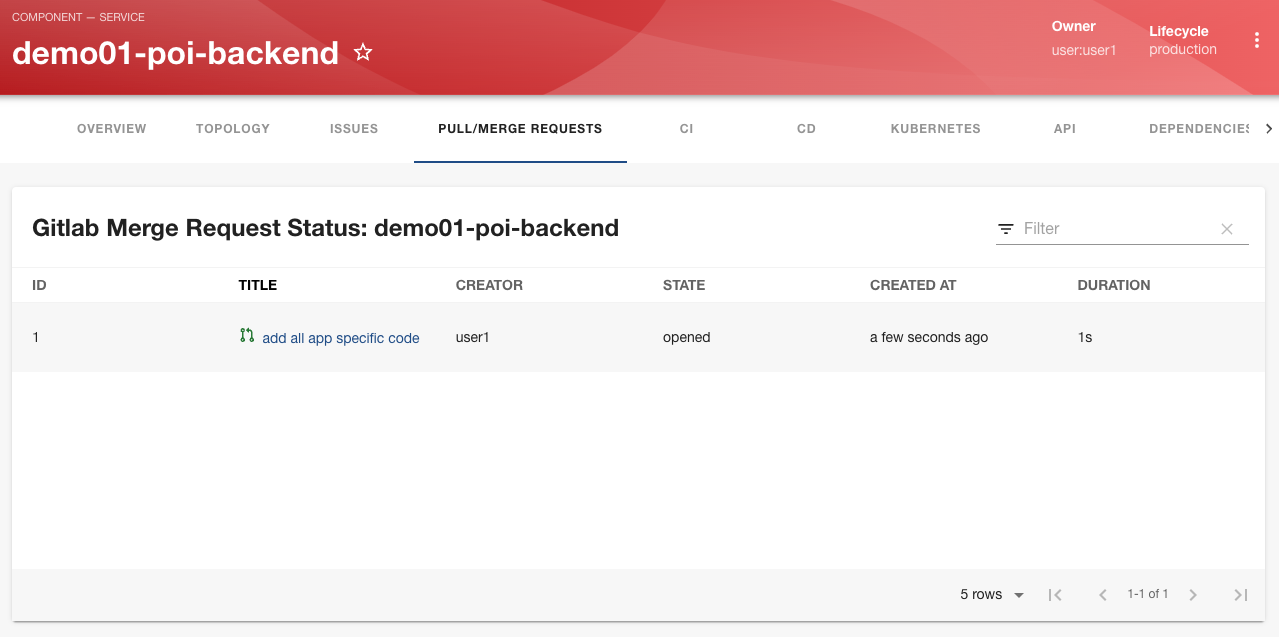 COMPONENT — SERVICE
demo01-poi-backend
Owner
user:user1
Lifecycle
production
OVERVIEW TOPOLOGY ISSUES PULL/MERGE REQUESTS CI CD KUBERNETES API DEPENDENCIES
Gitlab Merge Request Status: demo01-poi-backend
Filter
ID TITLE CREATOR STATE CREATED AT DURATION
1 add all app specific code user1 opened a few seconds ago 1s
5 rows 1-1 of 1